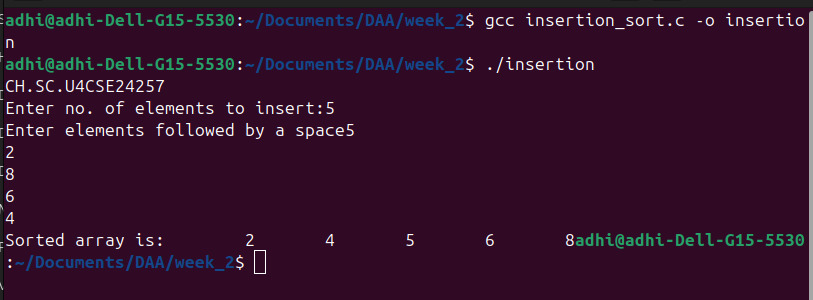 adhi@adhi-Dell-G15-5530:~/Documents/DAA/week_2$ gcc insertion_sort.c -o insertio
n
adhi@adhi-Dell-G15-5530:~/Documents/DAA/week_2$ ./insertion
CH.SC.U4CSE24257
Enter no. of elements to insert:5
Enter elements followed by a space5
2
8
6
4
Sorted array is:        2       4       5       6       8adhi@adhi-Dell-G15-5530
:~/Documents/DAA/week_2$